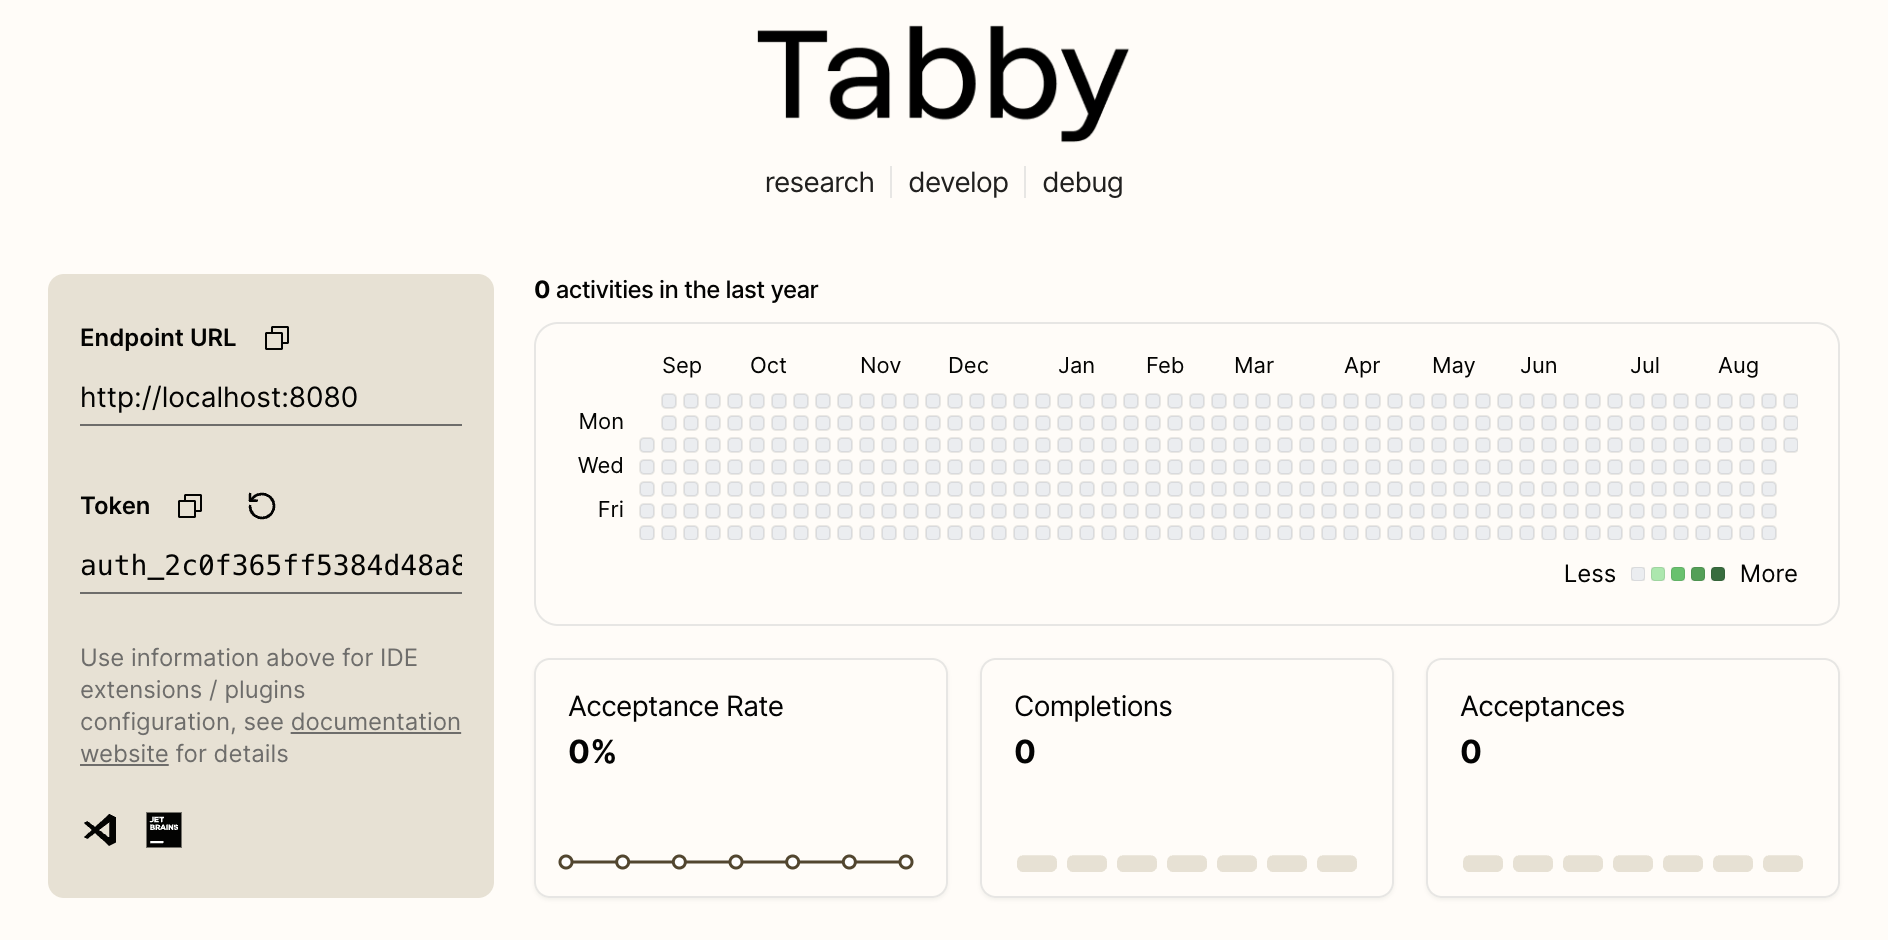 Tabby
research
develop
debug
Endpoint URL
http://localhost:8080
Token
auth_2c0f365ff5384d48a8
Use information above for IDE
extensions / plugins
configuration, see documentation
website for details
JET
BRAINS
0 activities in the last year
Sep Oct Nov Dec Jan Feb Mar Apr May Jun Jul Aug
Mon
Wed
Fri
Less More
Acceptance Rate
0%
Completions
0
Acceptances
0